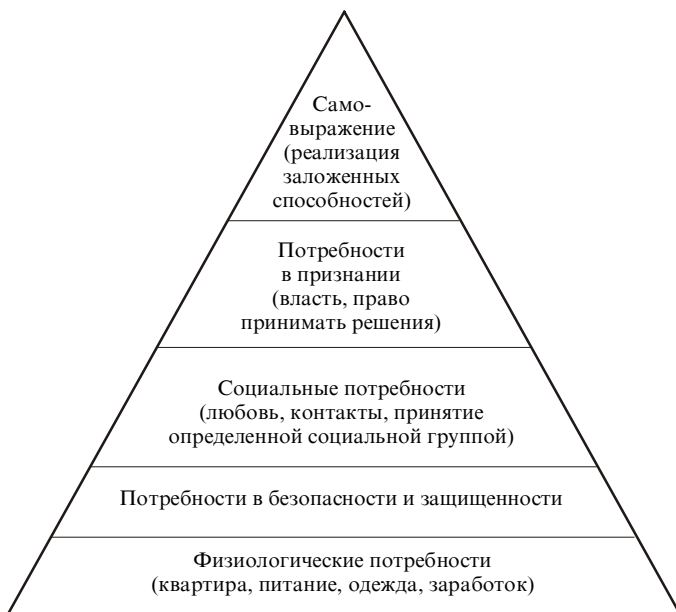 Само-
выражение
(реализация
заложенных
способностей)
Потребности
в признании
(власть, право
принимать решения)
Социальные потребности
(любовь, контакты, принятие
определенной социальной группой)
Потребности в безопасности и защищенности
Физиологические потребности
(квартира, питание, одежда, заработок)